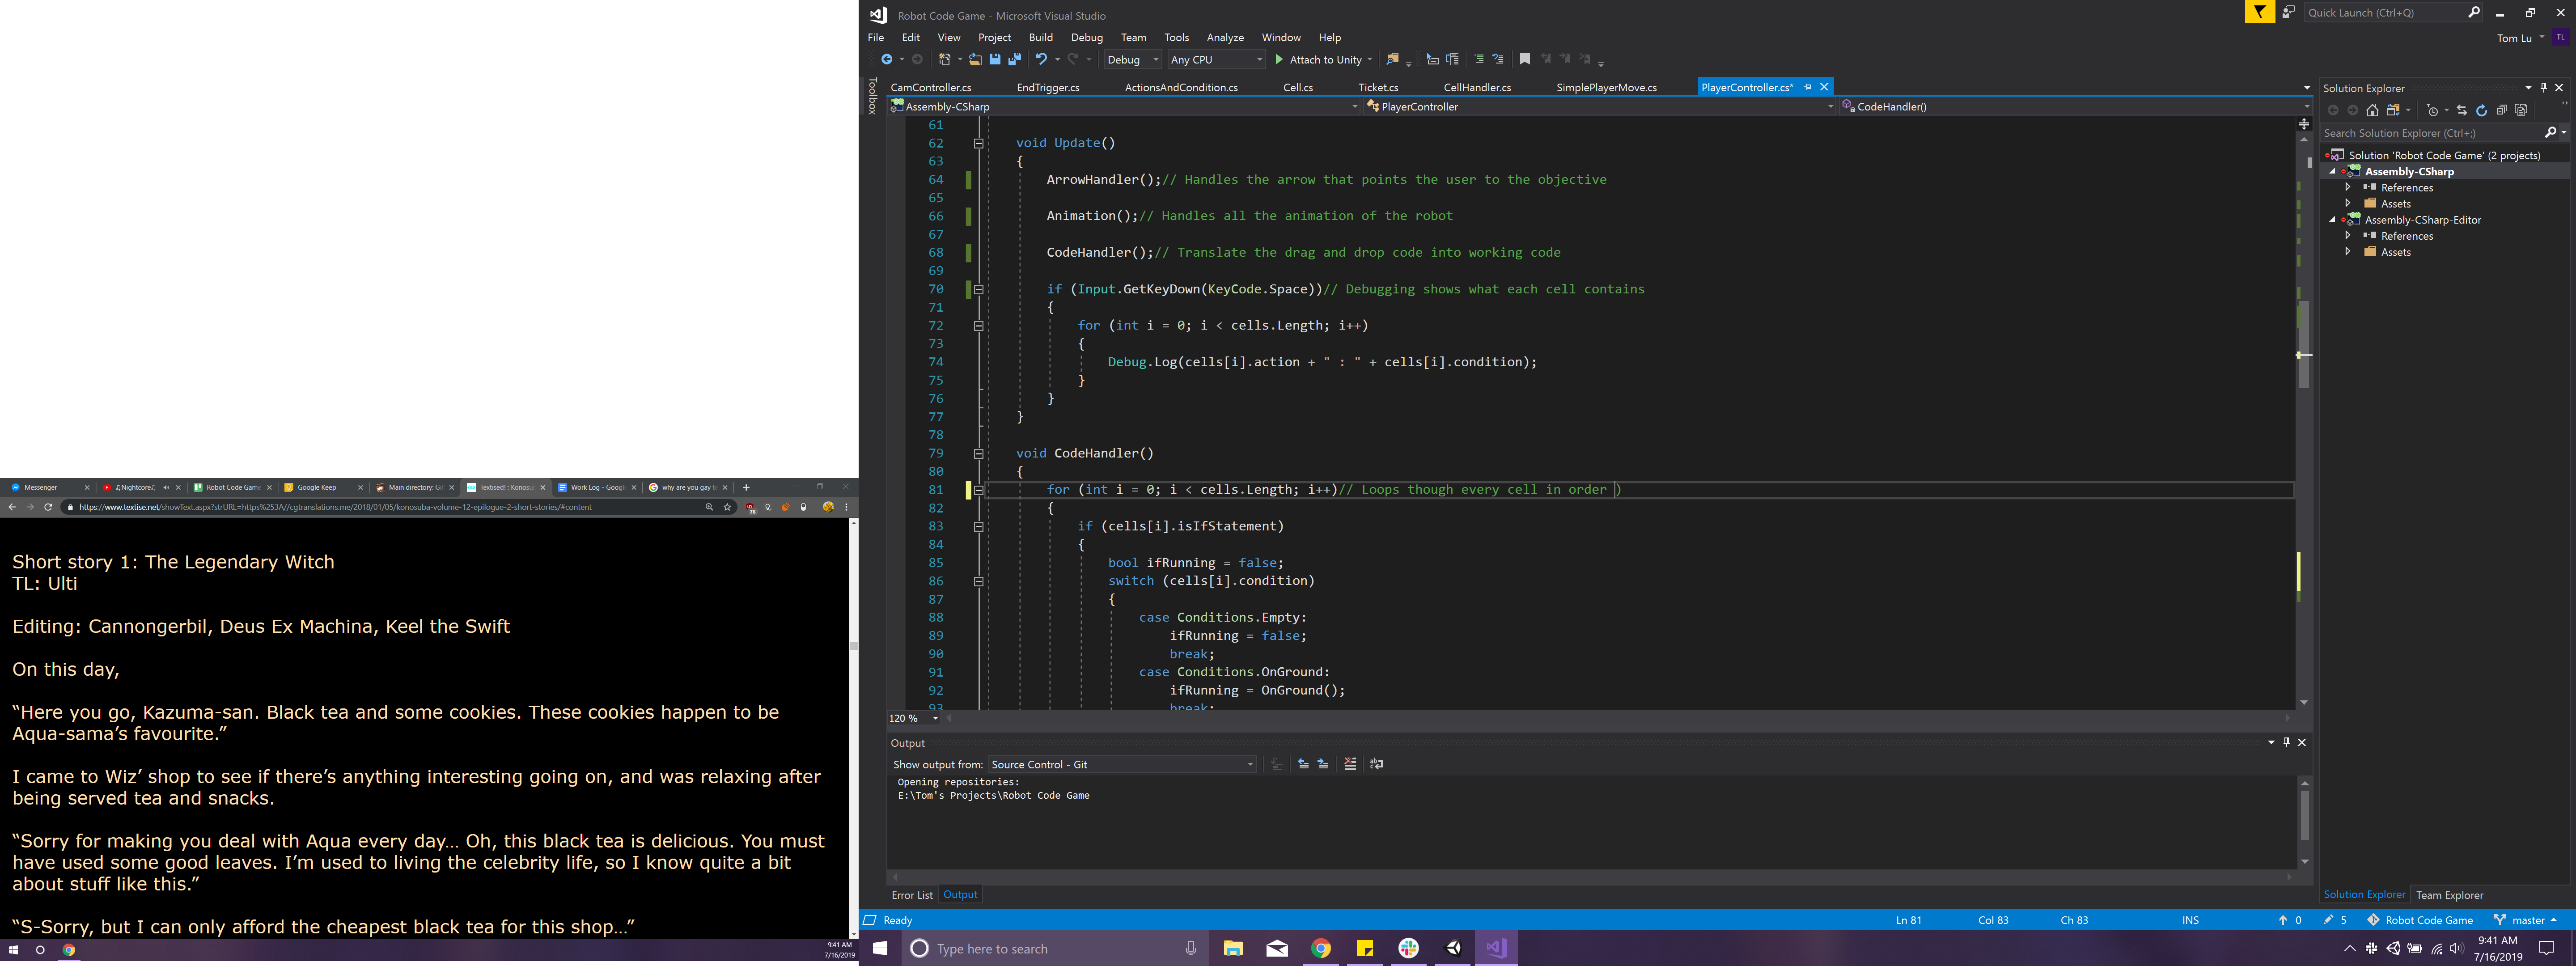 Messenger
♫Nightcore♫
Robot Code Game
Google Keep
Main directory: Gi
Textised! : Konosub
Work Log - Google
why are you gay t
https://www.textise.net/showText.aspx?strURL=https%253A//cgtranslations.me/2018/01/05/konosuba-volume-12-epilogue-2-short-stories/#content
Short story 1: The Legendary Witch
TL: Ulti
Editing: Cannongerbil, Deus Ex Machina, Keel the Swift
On this day,
“Here you go, Kazuma-san. Black tea and some cookies. These cookies happen to be
Aqua-sama’s favourite.”
I came to Wiz’ shop to see if there’s anything interesting going on, and was relaxing after
being served tea and snacks.
“Sorry for making you deal with Aqua every day… Oh, this black tea is delicious. You must
have used some good leaves. I’m used to living the celebrity life, so I know quite a bit
about stuff like this.”
“S-Sorry, but I can only afford the cheapest black tea for this shop…”
9:41 AM
7/16/2019
Robot Code Game - Microsoft Visual Studio
Quick Launch (Ctrl+Q)
File Edit View Project Build Debug Team Tools Analyze Window Help
Tom Lu TL
Debug Any CPU Attach to Unity
Toolbox
CamController.cs EndTrigger.cs ActionsAndCondition.cs Cell.cs Ticket.cs CellHandler.cs SimplePlayerMove.cs PlayerController.cs*
Assembly-CSharp PlayerController CodeHandler()
61
62 void Update()
63 {
64 ArrowHandler();// Handles the arrow that points the user to the objective
65
66 Animation();// Handles all the animation of the robot
67
68 CodeHandler();// Translate the drag and drop code into working code
69
70 if (Input.GetKeyDown(KeyCode.Space))// Debugging shows what each cell contains
71 {
72 for (int i = 0; i < cells.Length; i++)
73 {
74 Debug.Log(cells[i].action + " : " + cells[i].condition);
75 }
76 }
77 }
78
79 void CodeHandler()
80 {
81 for (int i = 0; i < cells.Length; i++)// Loops though every cell in order )
82 {
83 if (cells[i].isIfStatement)
84 {
85 bool ifRunning = false;
86 switch (cells[i].condition)
87 {
88 case Conditions.Empty:
89 ifRunning = false;
90 break;
91 case Conditions.OnGround:
92 ifRunning = OnGround();
93 break;
120 %
Output
Show output from: Source Control - Git
Opening repositories:
E:\Tom's Projects\Robot Code Game
Error List Output
Solution Explorer
Search Solution Explorer (Ctrl+;)
Solution 'Robot Code Game' (2 projects)
Assembly-CSharp
References
Assets
Assembly-CSharp-Editor
References
Assets
Solution Explorer Team Explorer
Ready Ln 81 Col 83 Ch 83 INS 0 5 Robot Code Game master
Type here to search
9:41 AM
7/16/2019